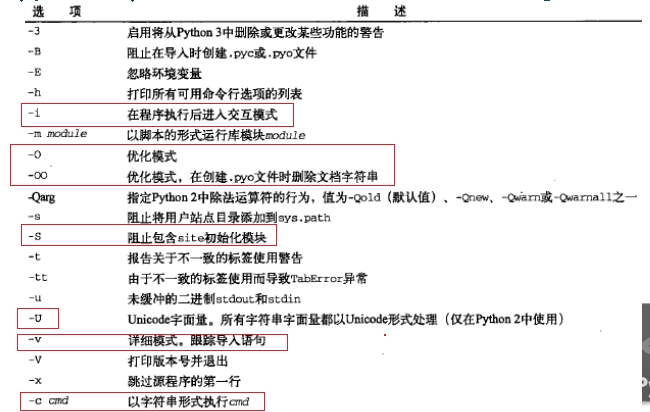 选 项 描 述
-3 启用将从Python 3中删除或更改某些功能的警告
-B 阻止在导入时创建.pyc或.pyo文件
-E 忽略环境变量
-h 打印所有可用命令行选项的列表
-i 在程序执行后进入交互模式
-m module 以脚本的形式运行库模块module
-O 优化模式
-OO 优化模式,在创建.pyo文件时删除文档字符串
-Qarg 指定Python 2中除法运算符的行为,值为-Qold(默认值)、-Qnew、-Qwarn或-Qwarnall之一
-s 阻止将用户站点目录添加到sys.path
-S 阻止包含site初始化模块
-t 报告关于不一致的标签使用警告
-tt 由于不一致的标签使用而导致TabError异常
-u 未缓冲的二进制stdout和stdin
-U Unicode字面量。所有字符串字面量都以Unicode形式处理(仅在Python 2中使用)
-v 详细模式。跟踪导入语句
-V 打印版本号并退出
-x 跳过源程序的第一行
-c cmd 以字符串形式执行cmd